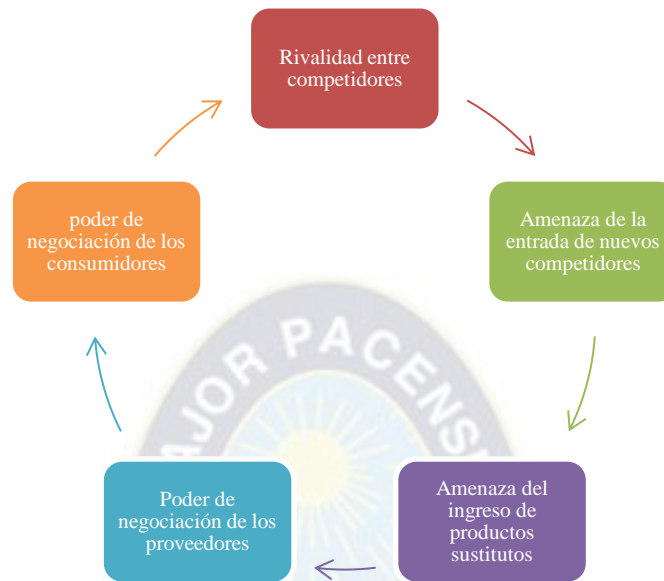 Rivalidad entre
competidores
Amenaza de la
entrada de nuevos
competidores
Amenaza del
ingreso de
productos
sustitutos
Poder de
negociación de los
proveedores
poder de
negociación de los
consumidores
AJOR PACENS